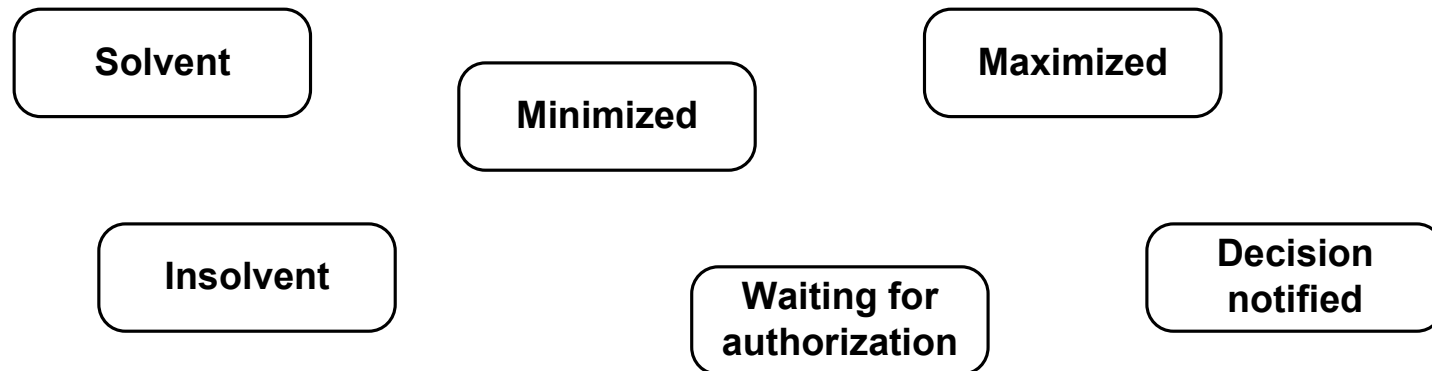 Solvent
Minimized
Maximized
Insolvent
Waiting for
authorization
Decision
notified